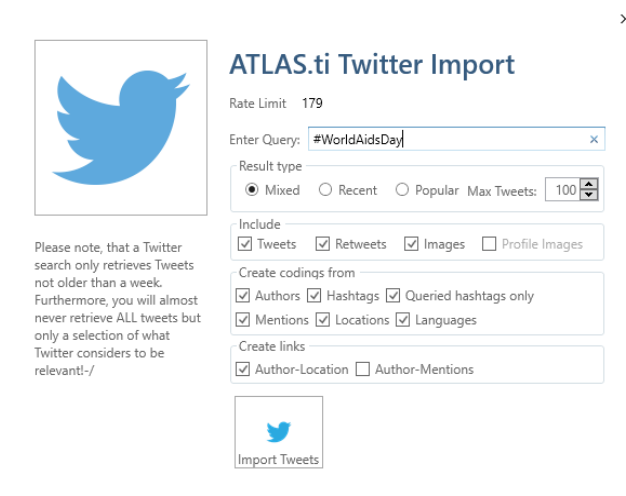 ATLAS.ti Twitter Import
Rate Limit 179
Enter Query: #WorldAidsDay
Result type
Mixed Recent Popular Max Tweets: 100
Include
Tweets Retweets Images Profile Images
Create codings from
Authors Hashtags Queried hashtags only
Mentions Locations Languages
Create links
Author-Location Author-Mentions
Import Tweets
Please note, that a Twitter
search only retrieves Tweets
not older than a week.
Furthermore, you will almost
never retrieve ALL tweets but
only a selection of what
Twitter considers to be
relevant!-/